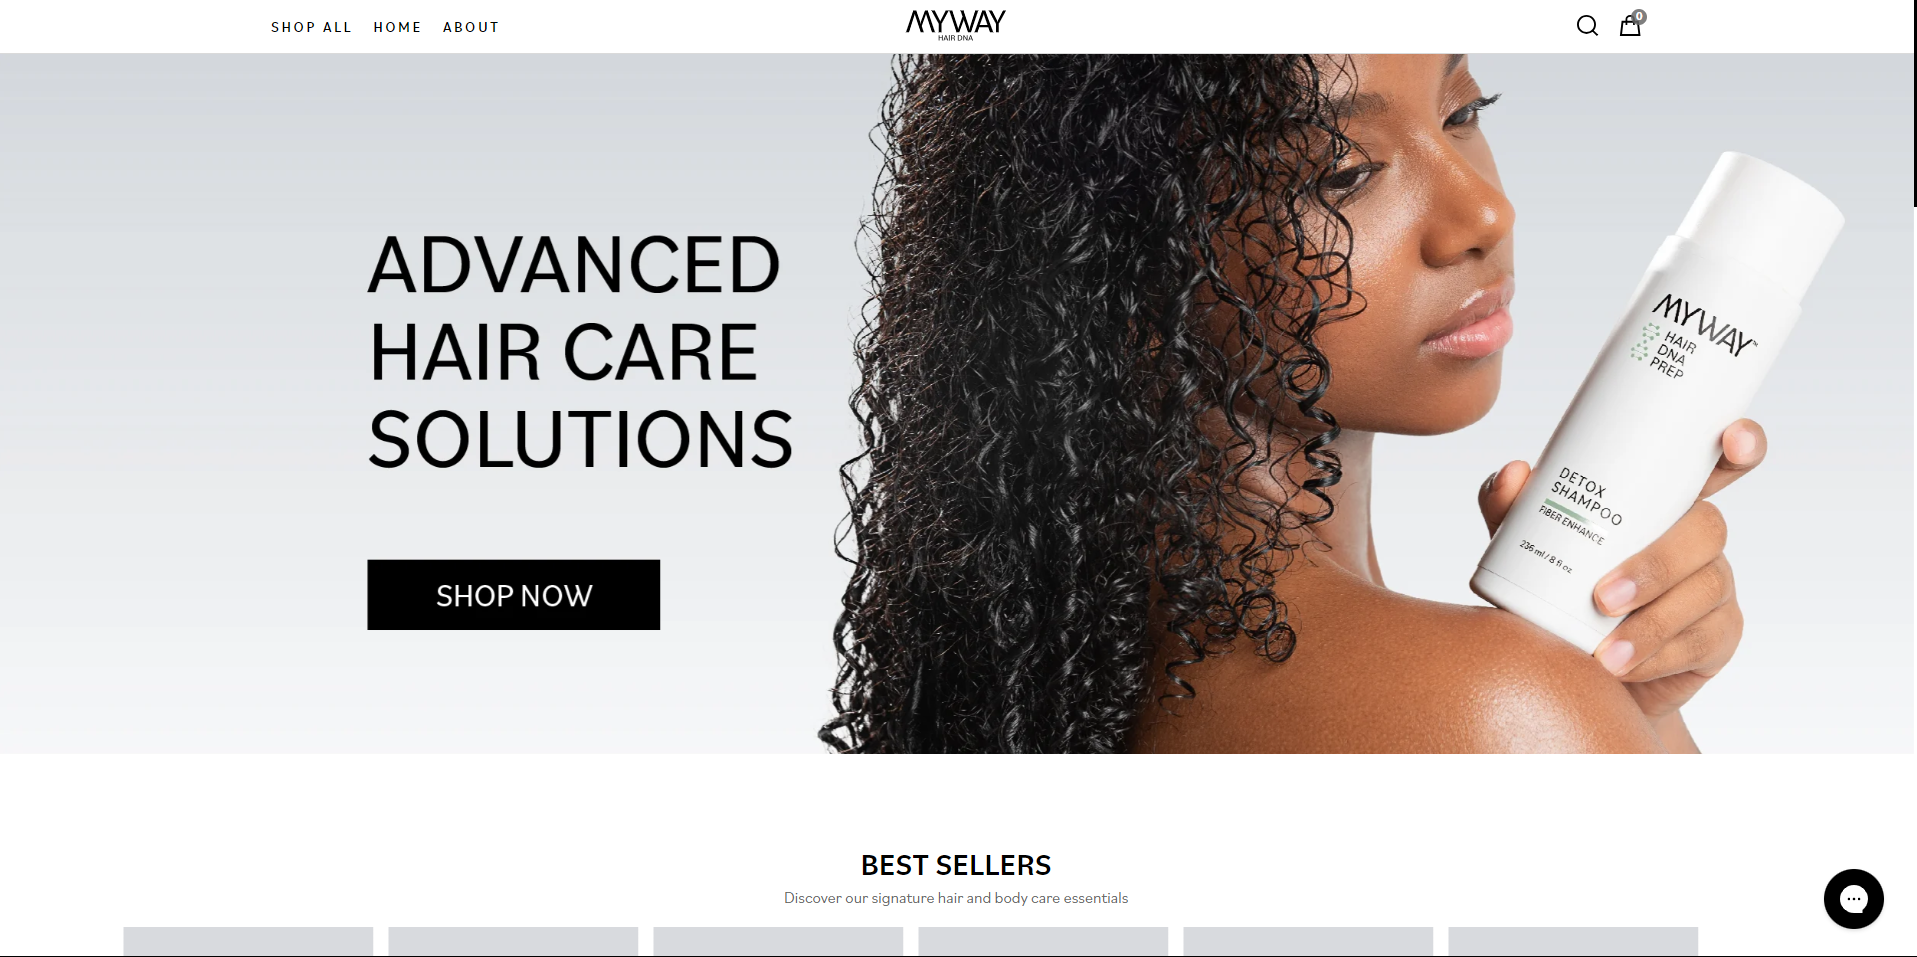 SHOP ALL HOME ABOUT
MYWAY
HAIR DNA
0
ADVANCED
HAIR CARE
SOLUTIONS
SHOP NOW
MYWAY™
HAIR
DNA
PREP
DETOX
SHAMPOO
FIBER ENHANCE
236 ml / 8 fl oz
BEST SELLERS
Discover our signature hair and body care essentials